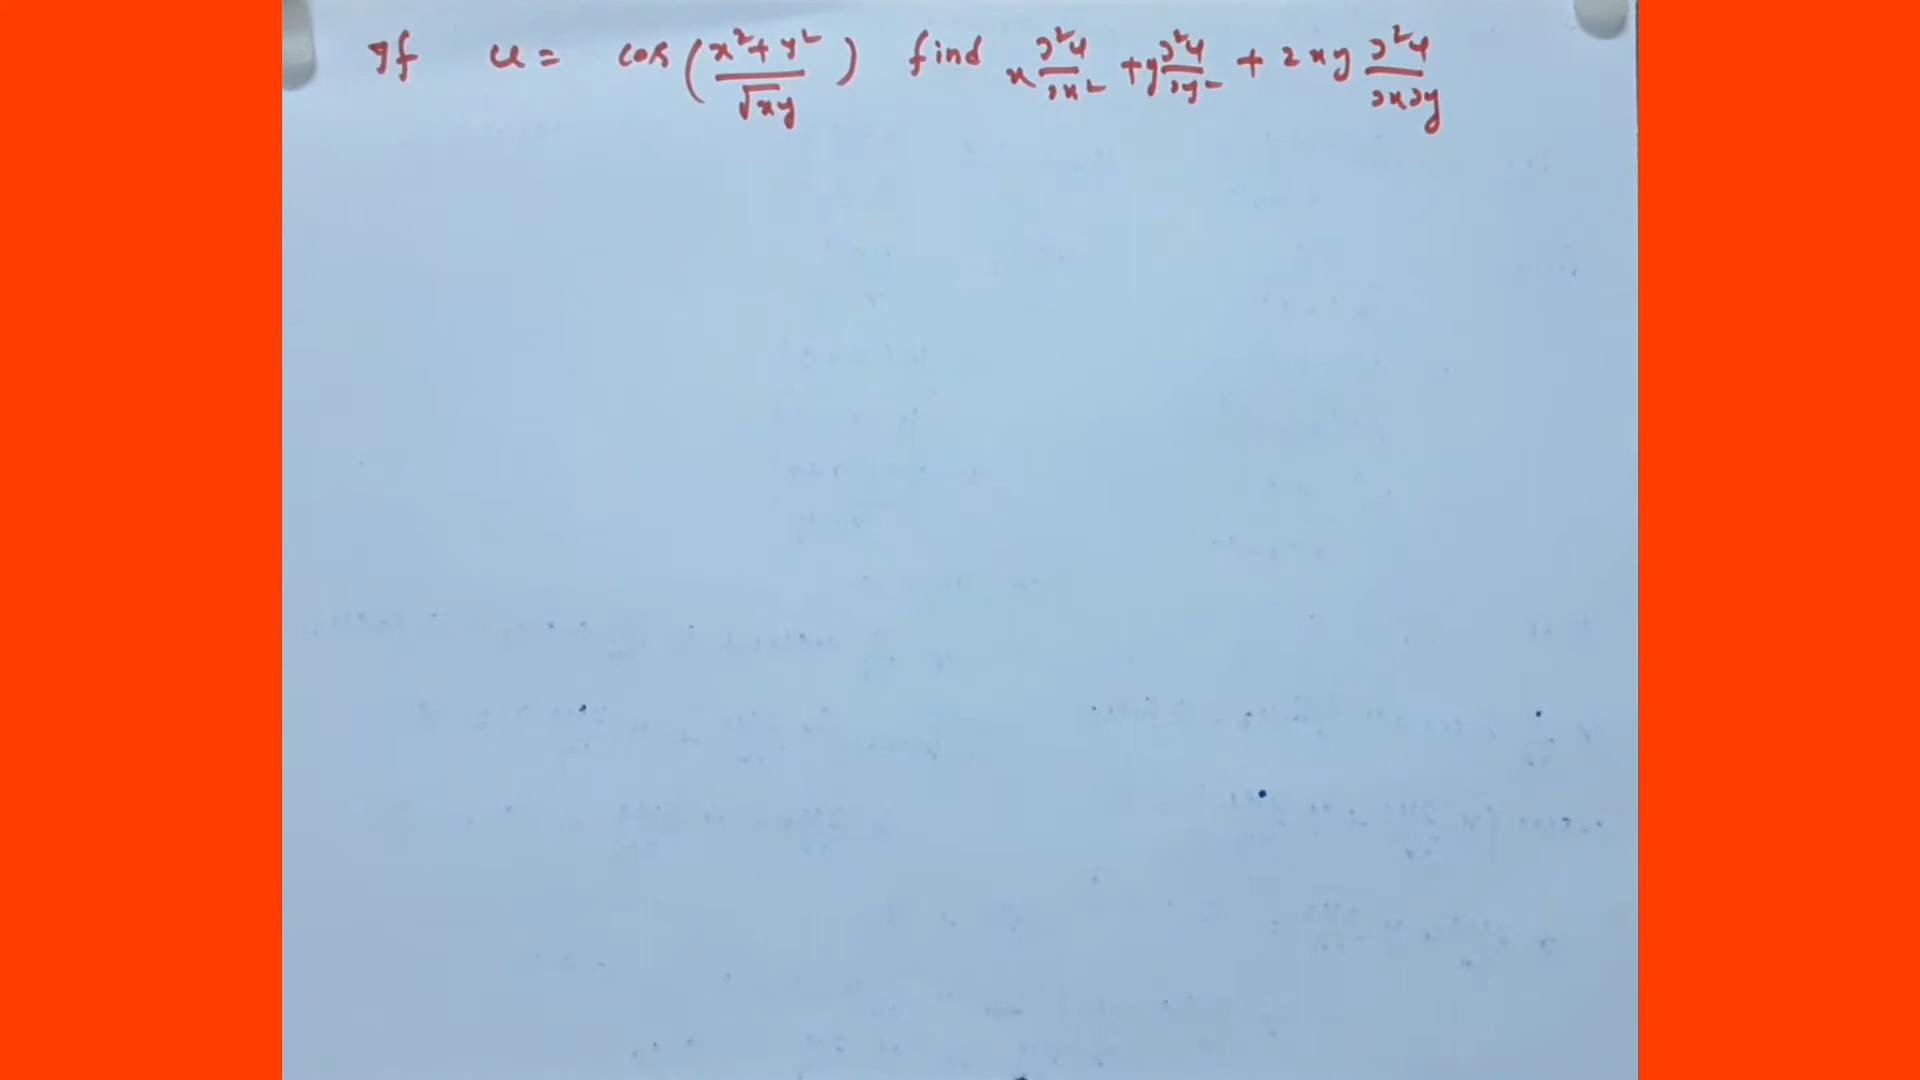 If u = cos (x²+y² / √xy) find x ∂²u/∂x² + y ∂²u/∂y² + 2xy ∂²u/∂x∂y